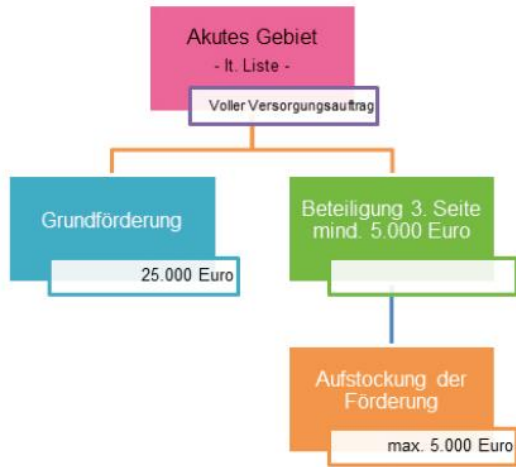 Akutes Gebiet
- lt. Liste -
Voller Versorgungsauftrag
Grundförderung
25.000 Euro
Beteiligung 3. Seite
mind. 5.000 Euro
Aufstockung der
Förderung
max. 5.000 Euro